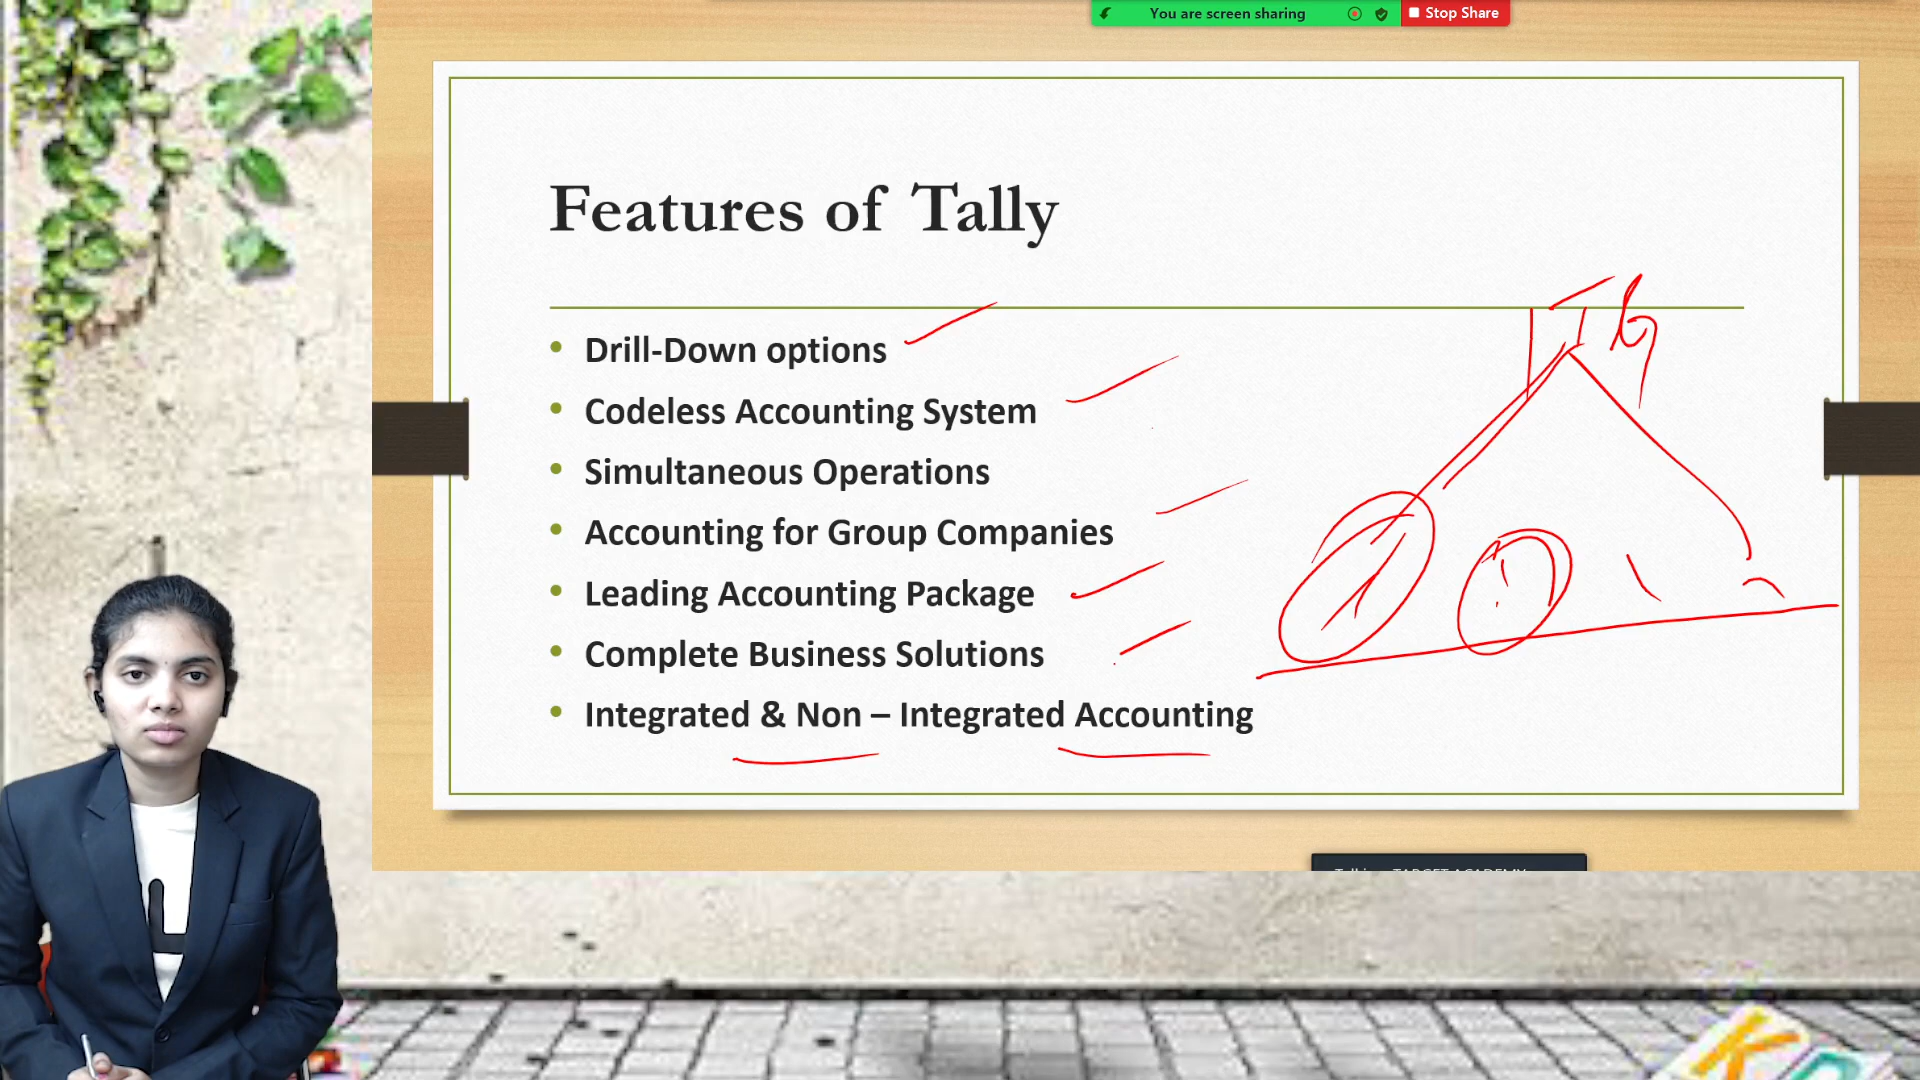 You are screen sharing
Stop Share
Features of Tally
• Drill-Down options
• Codeless Accounting System
• Simultaneous Operations
• Accounting for Group Companies
• Leading Accounting Package
• Complete Business Solutions
• Integrated & Non – Integrated Accounting